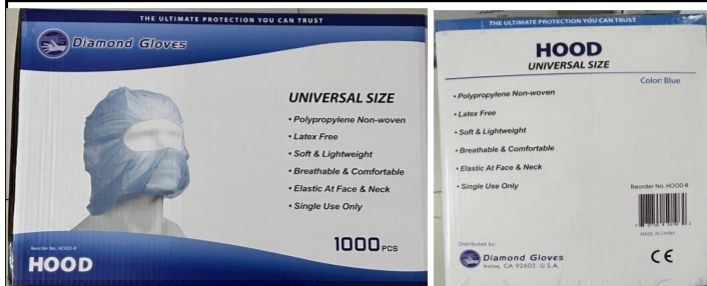 THE ULTIMATE PROTECTION YOU CAN TRUST
Diamond Gloves
UNIVERSAL SIZE
• Polypropylene Non-woven
• Latex Free
• Soft & Lightweight
• Breathable & Comfortable
• Elastic At Face & Neck
• Single Use Only
Reorder No. HOOD-B
HOOD
1000 PCS
THE ULTIMATE PROTECTION YOU CAN TRUST
HOOD
UNIVERSAL SIZE
Color: Blue
• Polypropylene Non-woven
• Latex Free
• Soft & Lightweight
• Breathable & Comfortable
• Elastic At Face & Neck
• Single Use Only
Reorder No. HOOD-B
MADE IN CHINA
Distributed by:
Diamond Gloves
Irvine, CA 92602 U.S.A.
CE